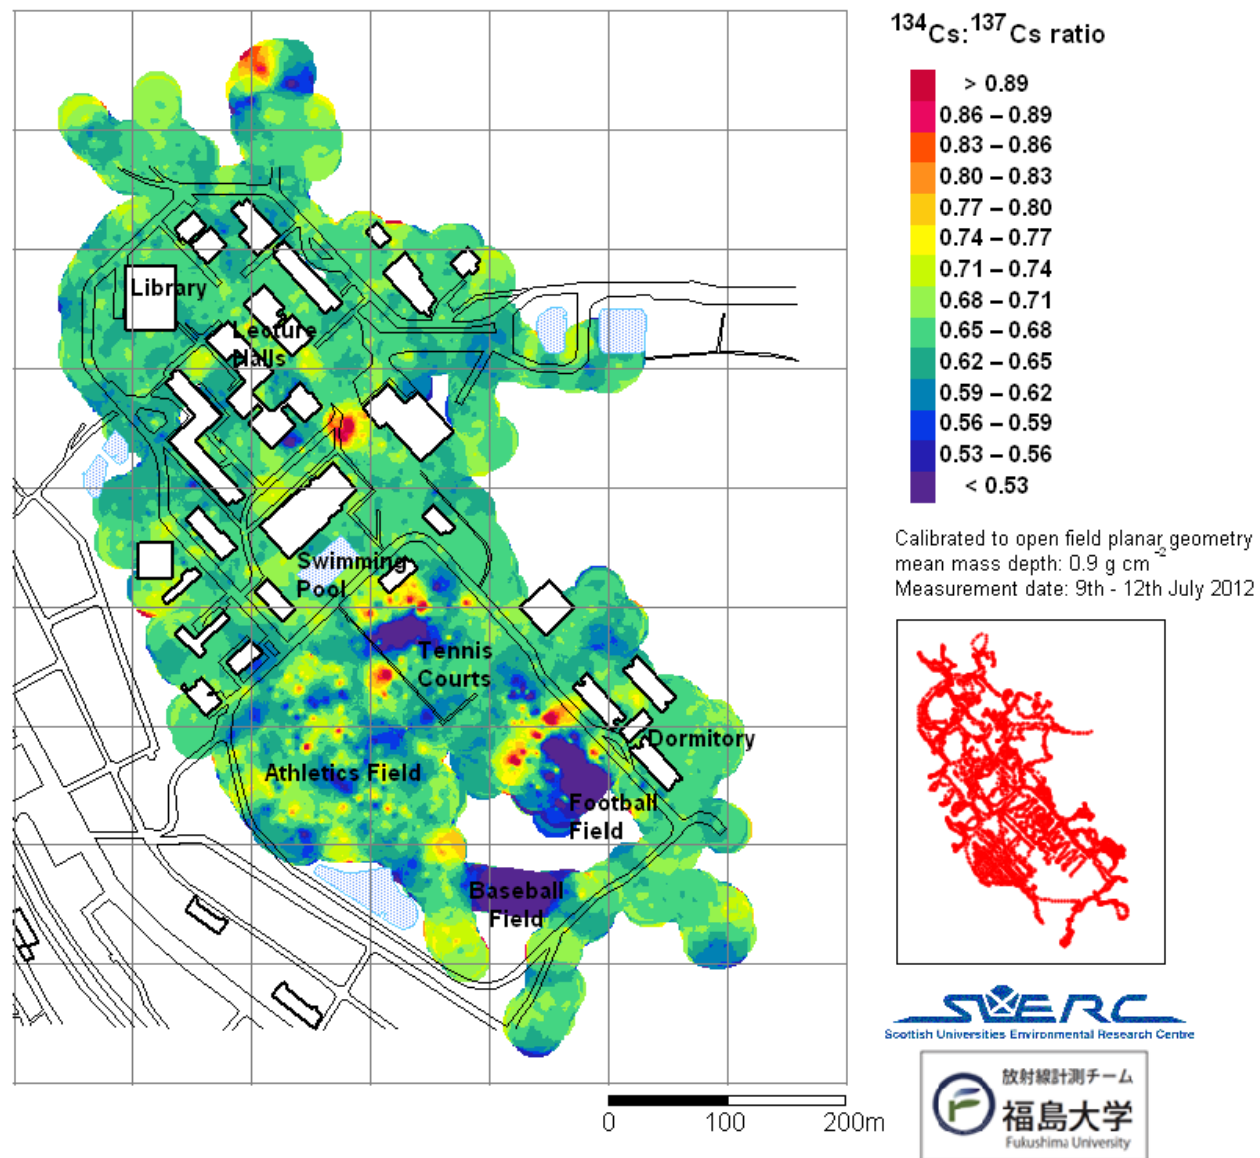 134Cs:137Cs ratio
> 0.89
0.86 – 0.89
0.83 – 0.86
0.80 – 0.83
0.77 – 0.80
0.74 – 0.77
0.71 – 0.74
0.68 – 0.71
0.65 – 0.68
0.62 – 0.65
0.59 – 0.62
0.56 – 0.59
0.53 – 0.56
< 0.53
Calibrated to open field planar geometry
mean mass depth: 0.9 g cm-2
Measurement date: 9th - 12th July 2012
Library
Lecture
Halls
Swimming
Pool
Tennis
Courts
Dormitory
Athletics Field
Football
Field
Baseball
Field
0 100 200m
SUERC
Scottish Universities Environmental Research Centre
放射線計測チーム
福島大学
Fukushima University